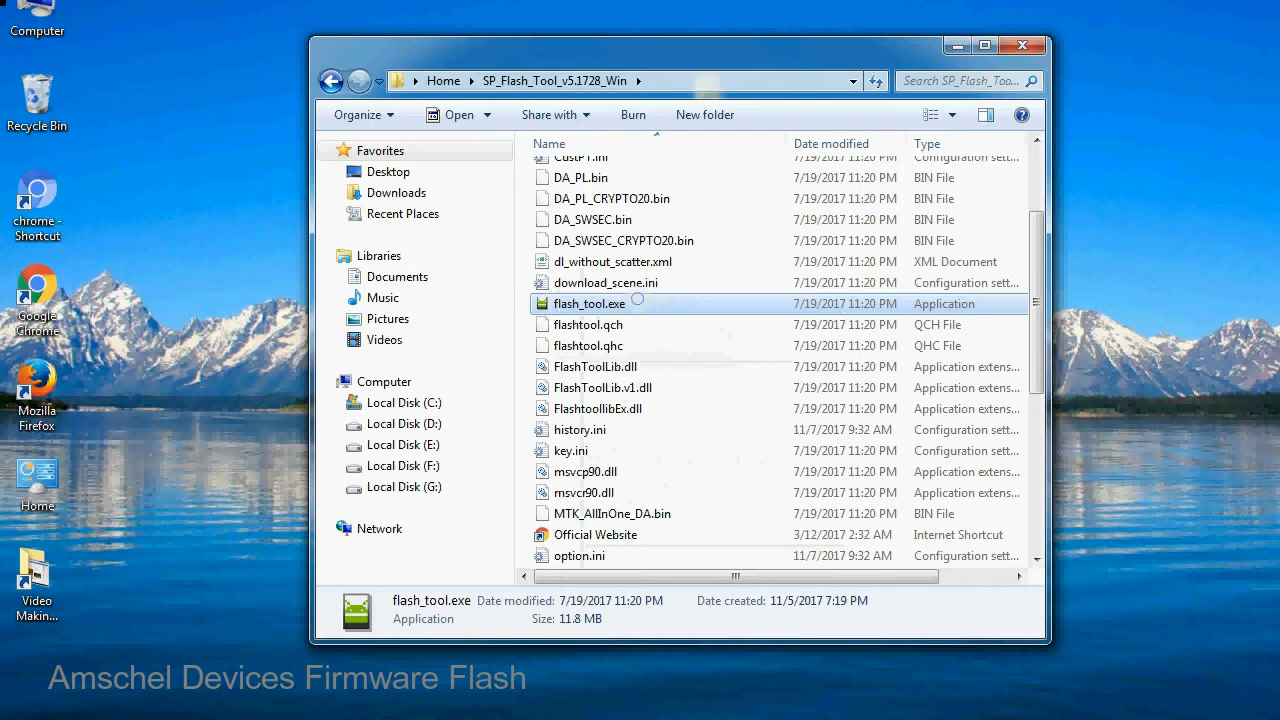 Computer
Recycle Bin
chrome - Shortcut
Google Chrome
Mozilla Firefox
Home
Video Makin...
Home
SP_Flash_Tool_v5.1728_Win
Search SP_Flash_Too...
Organize
Open
Share with
Burn
New folder
Favorites
Desktop
Downloads
Recent Places
Libraries
Documents
Music
Pictures
Videos
Computer
Local Disk (C:)
Local Disk (D:)
Local Disk (E:)
Local Disk (F:)
Local Disk (G:)
Network
Name Date modified Type
CustPT.ini 7/19/2017 11:20 PM Configuration sett...
DA_PL.bin 7/19/2017 11:20 PM BIN File
DA_PL_CRYPTO20.bin 7/19/2017 11:20 PM BIN File
DA_SWSEC.bin 7/19/2017 11:20 PM BIN File
DA_SWSEC_CRYPTO20.bin 7/19/2017 11:20 PM BIN File
dl_without_scatter.xml 7/19/2017 11:20 PM XML Document
download_scene.ini 7/19/2017 11:20 PM Configuration sett...
flash_tool.exe 7/19/2017 11:20 PM Application
flashtool.qch 7/19/2017 11:20 PM QCH File
flashtool.qhc 7/19/2017 11:20 PM QHC File
FlashToolLib.dll 7/19/2017 11:20 PM Application extens...
FlashToolLib.v1.dll 7/19/2017 11:20 PM Application extens...
FlashtoollibEx.dll 7/19/2017 11:20 PM Application extens...
history.ini 11/7/2017 9:32 AM Configuration sett...
key.ini 7/19/2017 11:20 PM Configuration sett...
msvcp90.dll 7/19/2017 11:20 PM Application extens...
msvcr90.dll 7/19/2017 11:20 PM Application extens...
MTK_AllInOne_DA.bin 7/19/2017 11:20 PM BIN File
Official Website 3/12/2017 2:32 AM Internet Shortcut
option.ini 11/7/2017 9:32 AM Configuration sett...
flash_tool.exe Date modified: 7/19/2017 11:20 PM Date created: 11/5/2017 7:19 PM
Application Size: 11.8 MB
Amschel Devices Firmware Flash